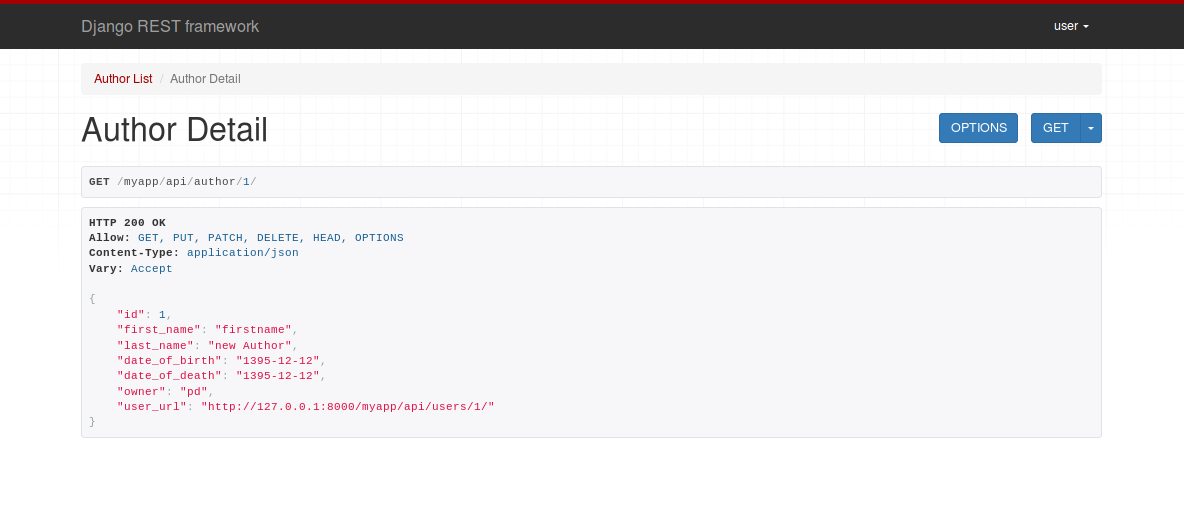 Django REST framework
user
Author List / Author Detail
Author Detail
OPTIONS
GET
GET /myapp/api/author/1/
HTTP 200 OK
Allow: GET, PUT, PATCH, DELETE, HEAD, OPTIONS
Content-Type: application/json
Vary: Accept
{
    "id": 1,
    "first_name": "firstname",
    "last_name": "new Author",
    "date_of_birth": "1395-12-12",
    "date_of_death": "1395-12-12",
    "owner": "pd",
    "user_url": "http://127.0.0.1:8000/myapp/api/users/1/"
}